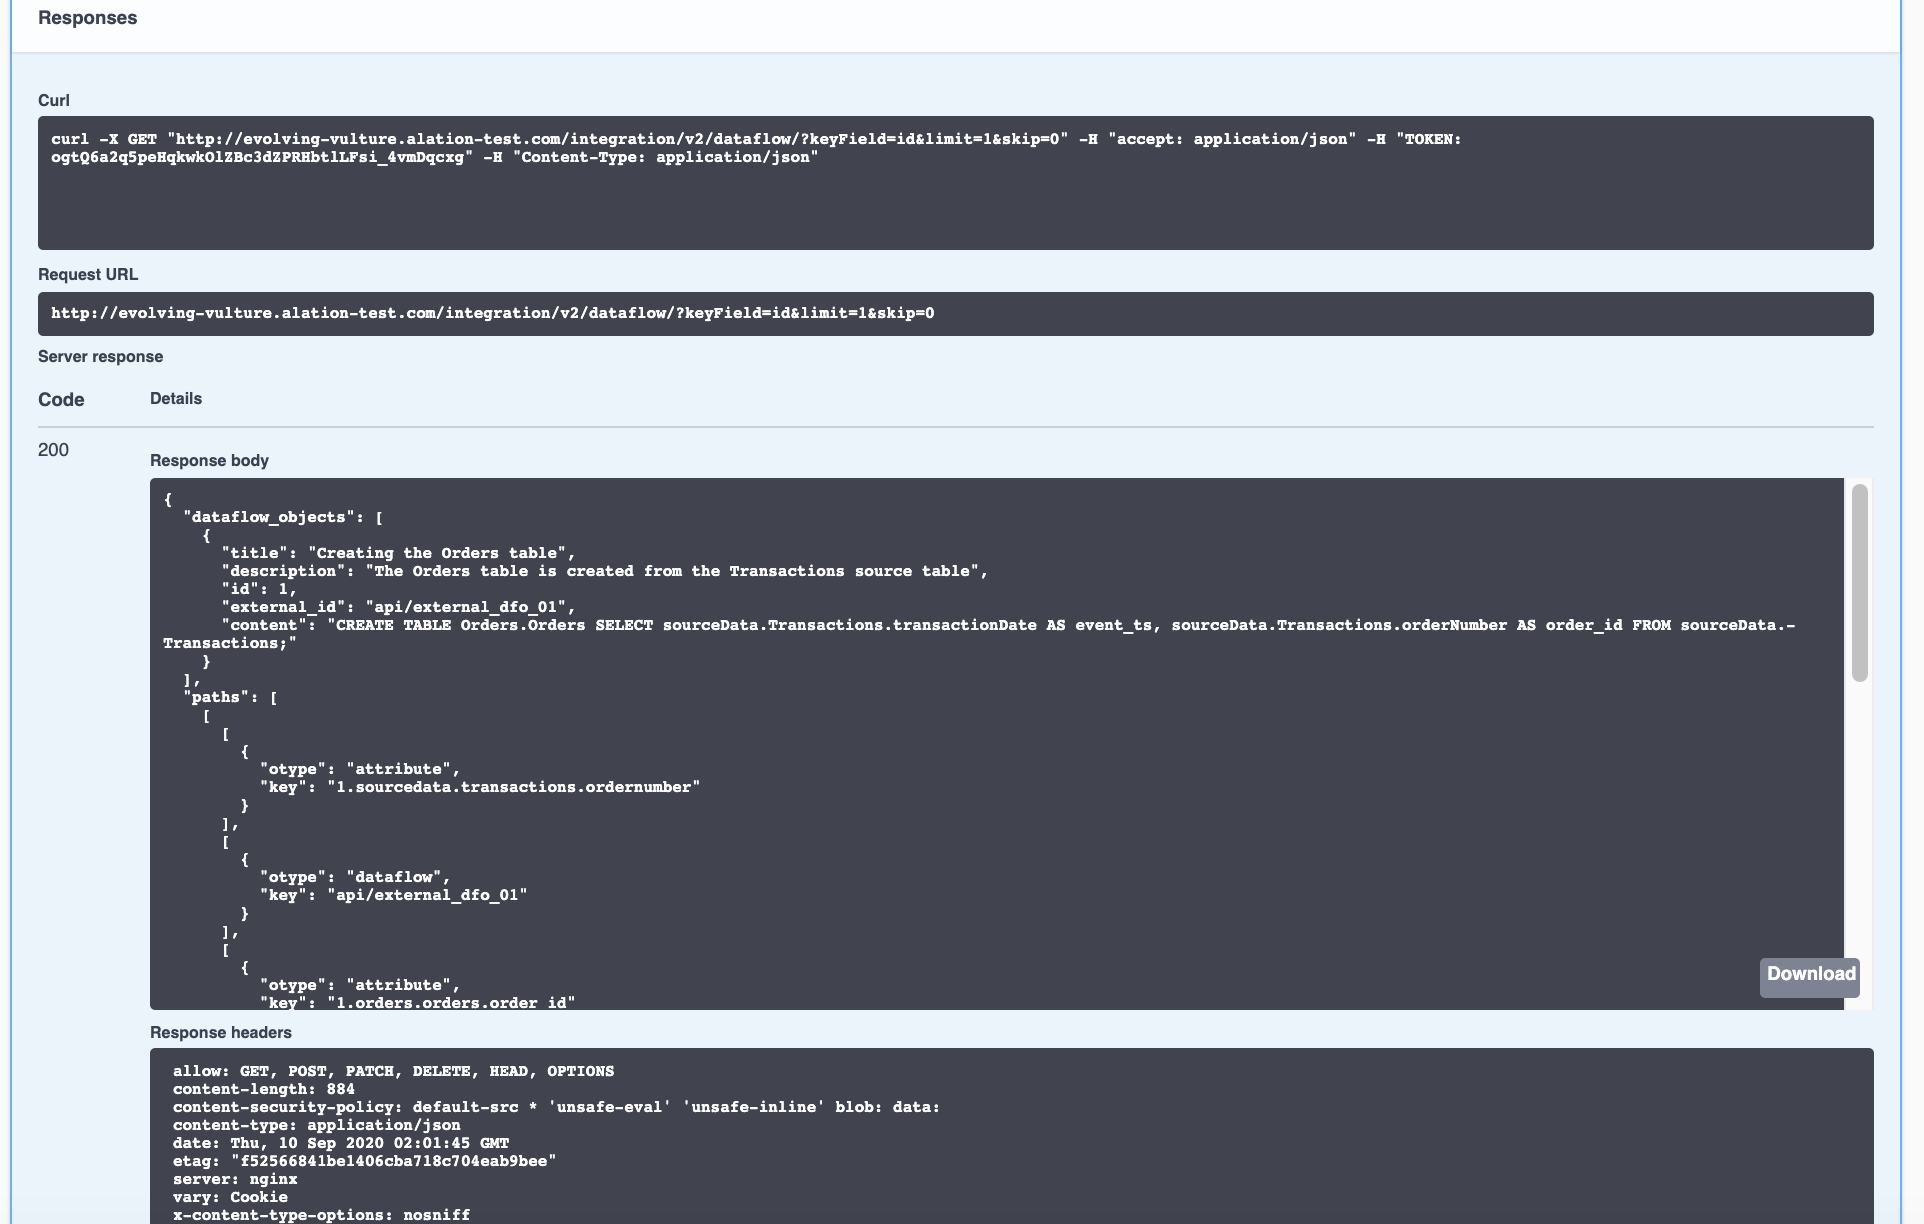 Responses
Curl
curl -X GET "http://evolving-vulture.alation-test.com/integration/v2/dataflow/?keyField=id&limit=1&skip=0" -H "accept: application/json" -H "TOKEN:
ogtQ6a2q5peHqkwkOlZBc3dZPRHbtlLFsi_4vmDqcxg" -H "Content-Type: application/json"
Request URL
http://evolving-vulture.alation-test.com/integration/v2/dataflow/?keyField=id&limit=1&skip=0
Server response
Code Details
200
Response body
{
"dataflow_objects": [
{
"title": "Creating the Orders table",
"description": "The Orders table is created from the Transactions source table",
"id": 1,
"external_id": "api/external_dfo_01",
"content": "CREATE TABLE Orders.Orders SELECT sourceData.Transactions.transactionDate AS event_ts, sourceData.Transactions.orderNumber AS order_id FROM sourceData.-
Transactions;"
}
],
"paths": [
[
[
{
"otype": "attribute",
"key": "1.sourcedata.transactions.ordernumber"
}
],
[
{
"otype": "dataflow",
"key": "api/external_dfo_01"
}
],
[
{
"otype": "attribute",
"key": "1.orders.orders.order_id"
Download
Response headers
allow: GET, POST, PATCH, DELETE, HEAD, OPTIONS
content-length: 884
content-security-policy: default-src * 'unsafe-eval' 'unsafe-inline' blob: data:
content-type: application/json
date: Thu, 10 Sep 2020 02:01:45 GMT
etag: "f52566841be1406cba718c704eab9bee"
server: nginx
vary: Cookie
x-content-type-options: nosniff